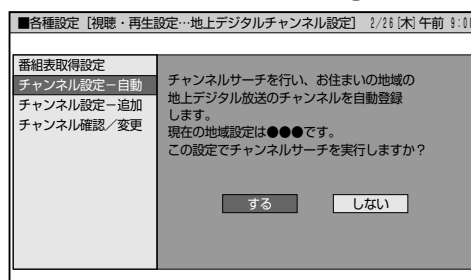 ■各種設定［視聴・再生設定…地上デジタルチャンネル設定］ 2/26[木]午前 9:00
番組表取得設定
チャンネル設定－自動
チャンネル設定－追加
チャンネル確認／変更
チャンネルサーチを行い、お住まいの地域の
地上デジタル放送のチャンネルを自動登録
します。
現在の地域設定は●●●です。
この設定でチャンネルサーチを実行しますか？
する
しない